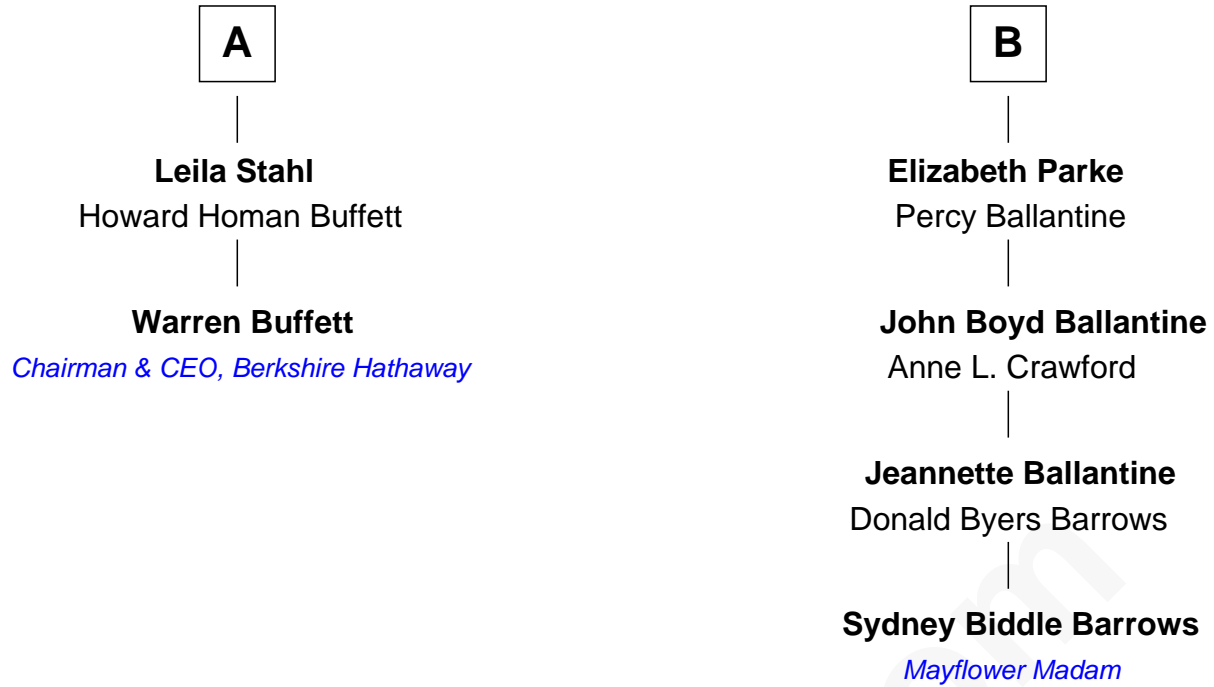 A
Leila Stahl
Howard Homan Buffett
Warren Buffett
Chairman & CEO, Berkshire Hathaway
B
Elizabeth Parke
Percy Ballantine
John Boyd Ballantine
Anne L. Crawford
Jeannette Ballantine
Donald Byers Barrows
Sydney Biddle Barrows
Mayflower Madam